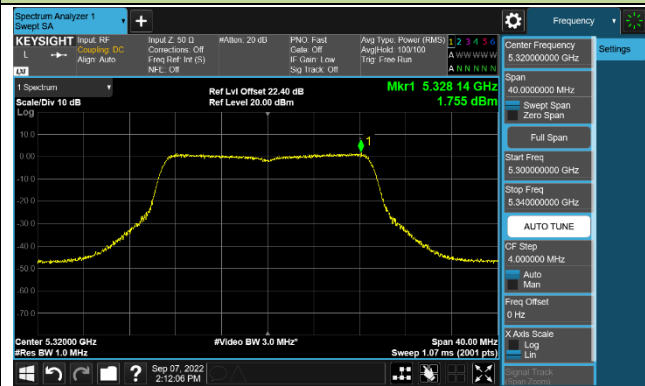 Spectrum Analyzer 1
Swept SA
Frequency
KEYSIGHT
L
LXI
Input: RF
Coupling: DC
Align: Auto
Input Z: 50 Ω
Corrections: Off
Freq Ref: Int (S)
NFE: Off
#Atten: 20 dB
PNO: Fast
Gate: Off
IF Gain: Low
Sig Track: Off
Avg Type: Power (RMS)
Avg|Hold: 100/100
Trig: Free Run
1 2 3 4 5 6
A W W W W W
A N N N N N
1 Spectrum
Scale/Div 10 dB
Log
Ref Lvl Offset 22.40 dB
Ref Level 20.00 dBm
Mkr1 5.328 14 GHz
1.755 dBm
1
10.0
0.00
-10.0
-20.0
-30.0
-40.0
-50.0
-60.0
-70.0
Center 5.32000 GHz
#Res BW 1.0 MHz
#Video BW 3.0 MHz*
Span 40.00 MHz
Sweep 1.07 ms (2001 pts)
Sep 07, 2022
2:12:06 PM
?
Center Frequency
5.320000000 GHz
Settings
Span
40.0000000 MHz
Swept Span
Zero Span
Full Span
Start Freq
5.300000000 GHz
Stop Freq
5.340000000 GHz
AUTO TUNE
CF Step
4.000000 MHz
Auto
Man
Freq Offset
0 Hz
X Axis Scale
Log
Lin
Signal Track
(Span Zoom)